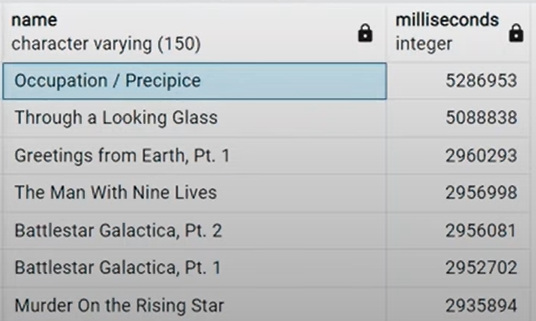 name milliseconds
character varying (150) integer
Occupation / Precipice 5286953
Through a Looking Glass 5088838
Greetings from Earth, Pt. 1 2960293
The Man With Nine Lives 2956998
Battlestar Galactica, Pt. 2 2956081
Battlestar Galactica, Pt. 1 2952702
Murder On the Rising Star 2935894